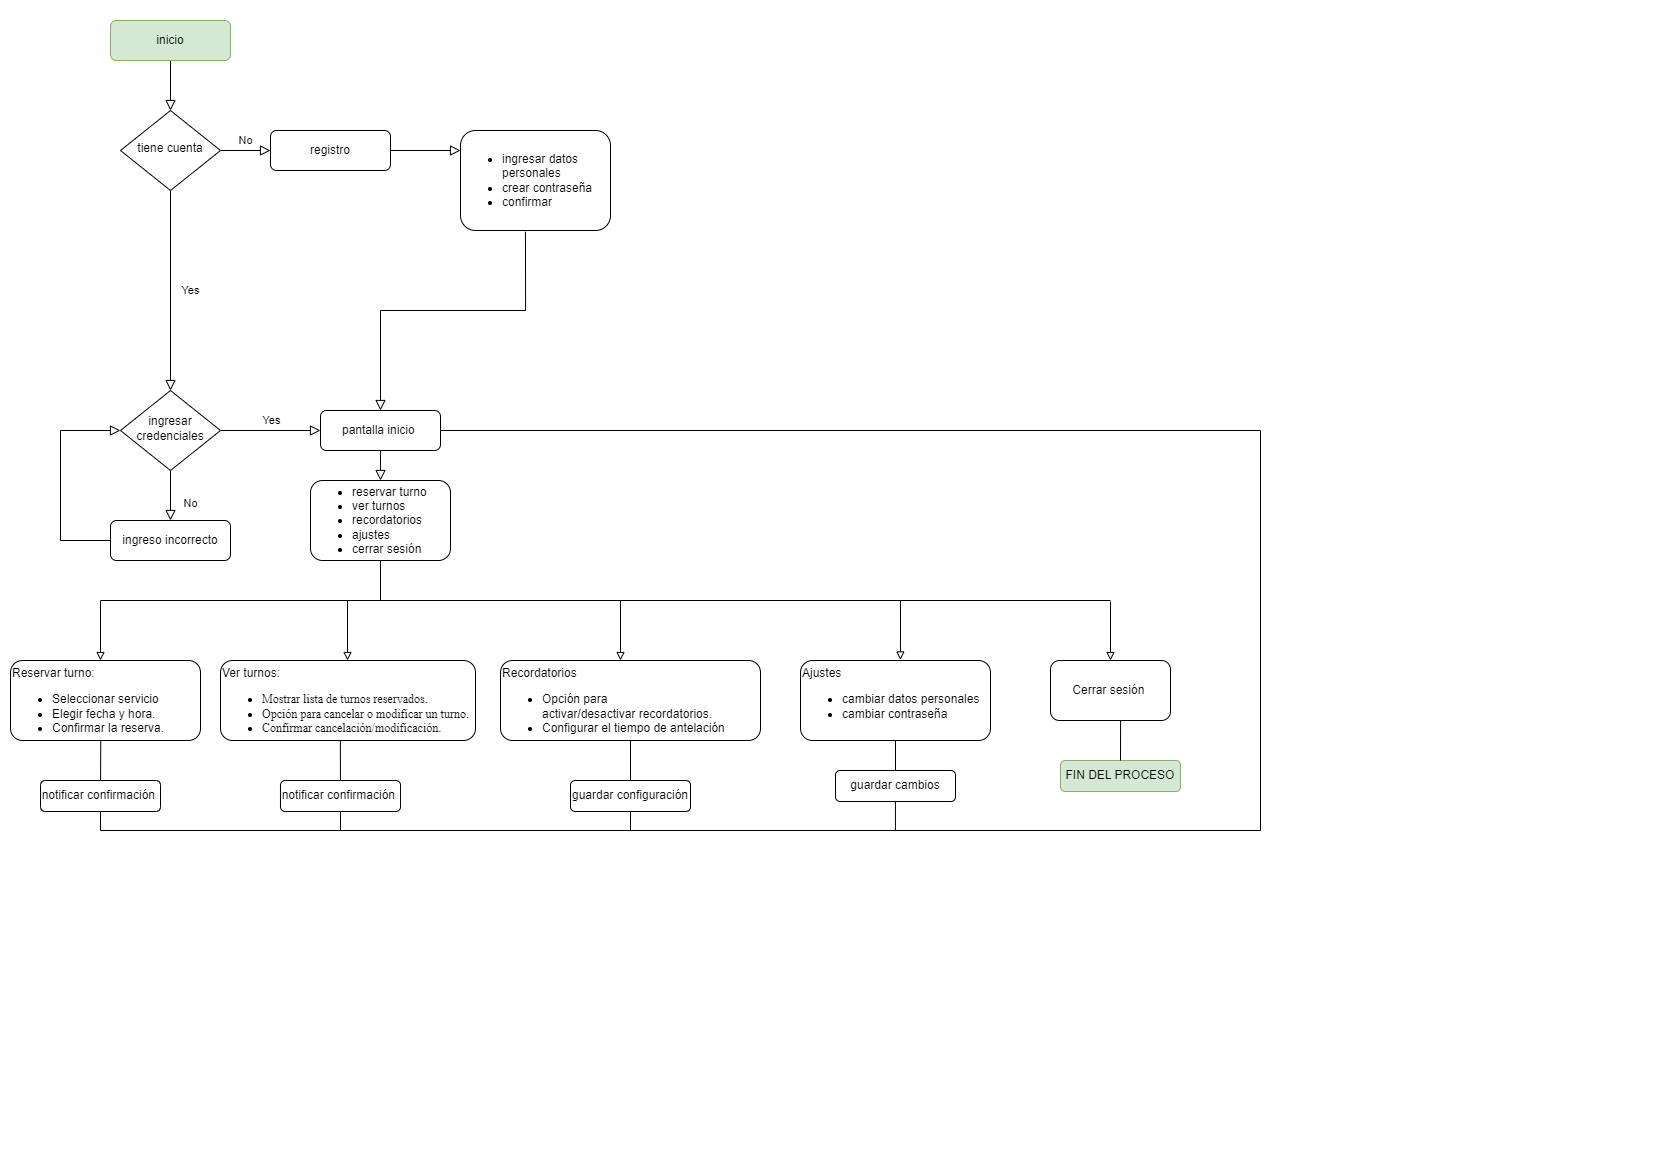 inicio
tiene cuenta
No
registro
ingresar datos
personales
crear contraseña
confirmar
Yes
ingresar
credenciales
Yes
pantalla inicio
No
ingreso incorrecto
reservar turno
ver turnos
recordatorios
ajustes
cerrar sesión
Reservar turno:
Seleccionar servicio
Elegir fecha y hora.
Confirmar la reserva.
Ver turnos:
Mostrar lista de turnos reservados.
Opción para cancelar o modificar un turno.
Confirmar cancelación/modificación.
Recordatorios
Opción para
activar/desactivar recordatorios.
Configurar el tiempo de antelación
Ajustes
cambiar datos personales
cambiar contraseña
Cerrar sesión
notificar confirmación
notificar confirmación
guardar configuración
guardar cambios
FIN DEL PROCESO